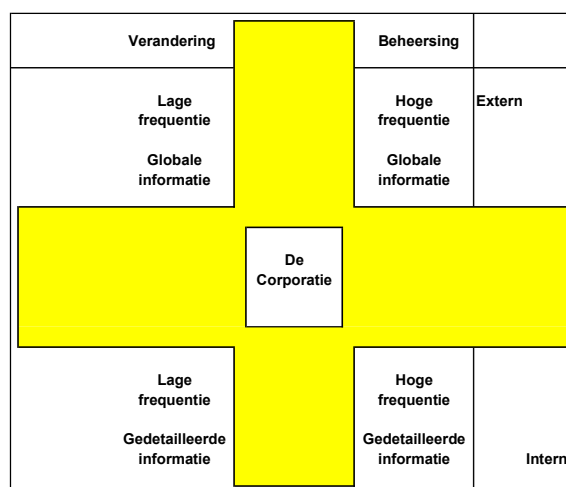 Verandering
Beheersing
Lage
frequentie
Globale
informatie
Hoge
frequentie
Globale
informatie
Extern
De
Corporatie
Lage
frequentie
Gedetailleerde
informatie
Hoge
frequentie
Gedetailleerde
informatie
Intern